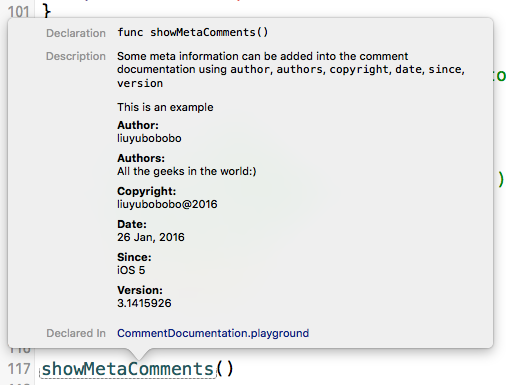 101 }
Declaration func showMetaComments()
Description Some meta information can be added into the comment
documentation using author, authors, copyright, date, since,
version
This is an example
Author:
liuyubobobo
Authors:
All the geeks in the world:)
Copyright:
liuyubobobo@2016
Date:
26 Jan, 2016
Since:
iOS 5
Version:
3.1415926
Declared In CommentDocumentation.playground
117 showMetaComments()